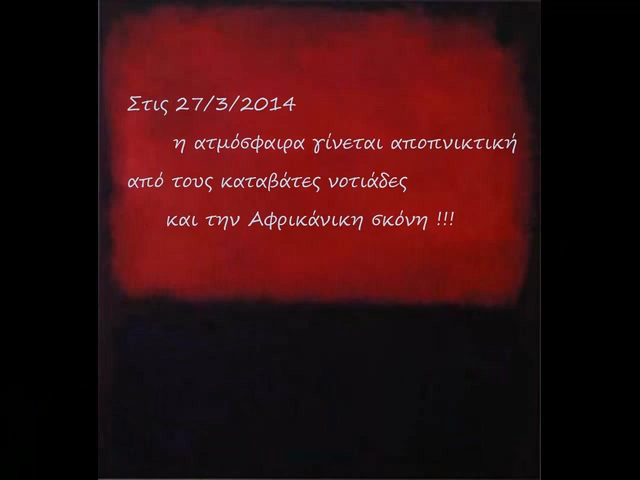 Στις 27/3/2014
η ατμόσφαιρα γίνεται αποπνικτική
από τους καταβάτες νοτιάδες
και την Αφρικάνικη σκόνη !!!